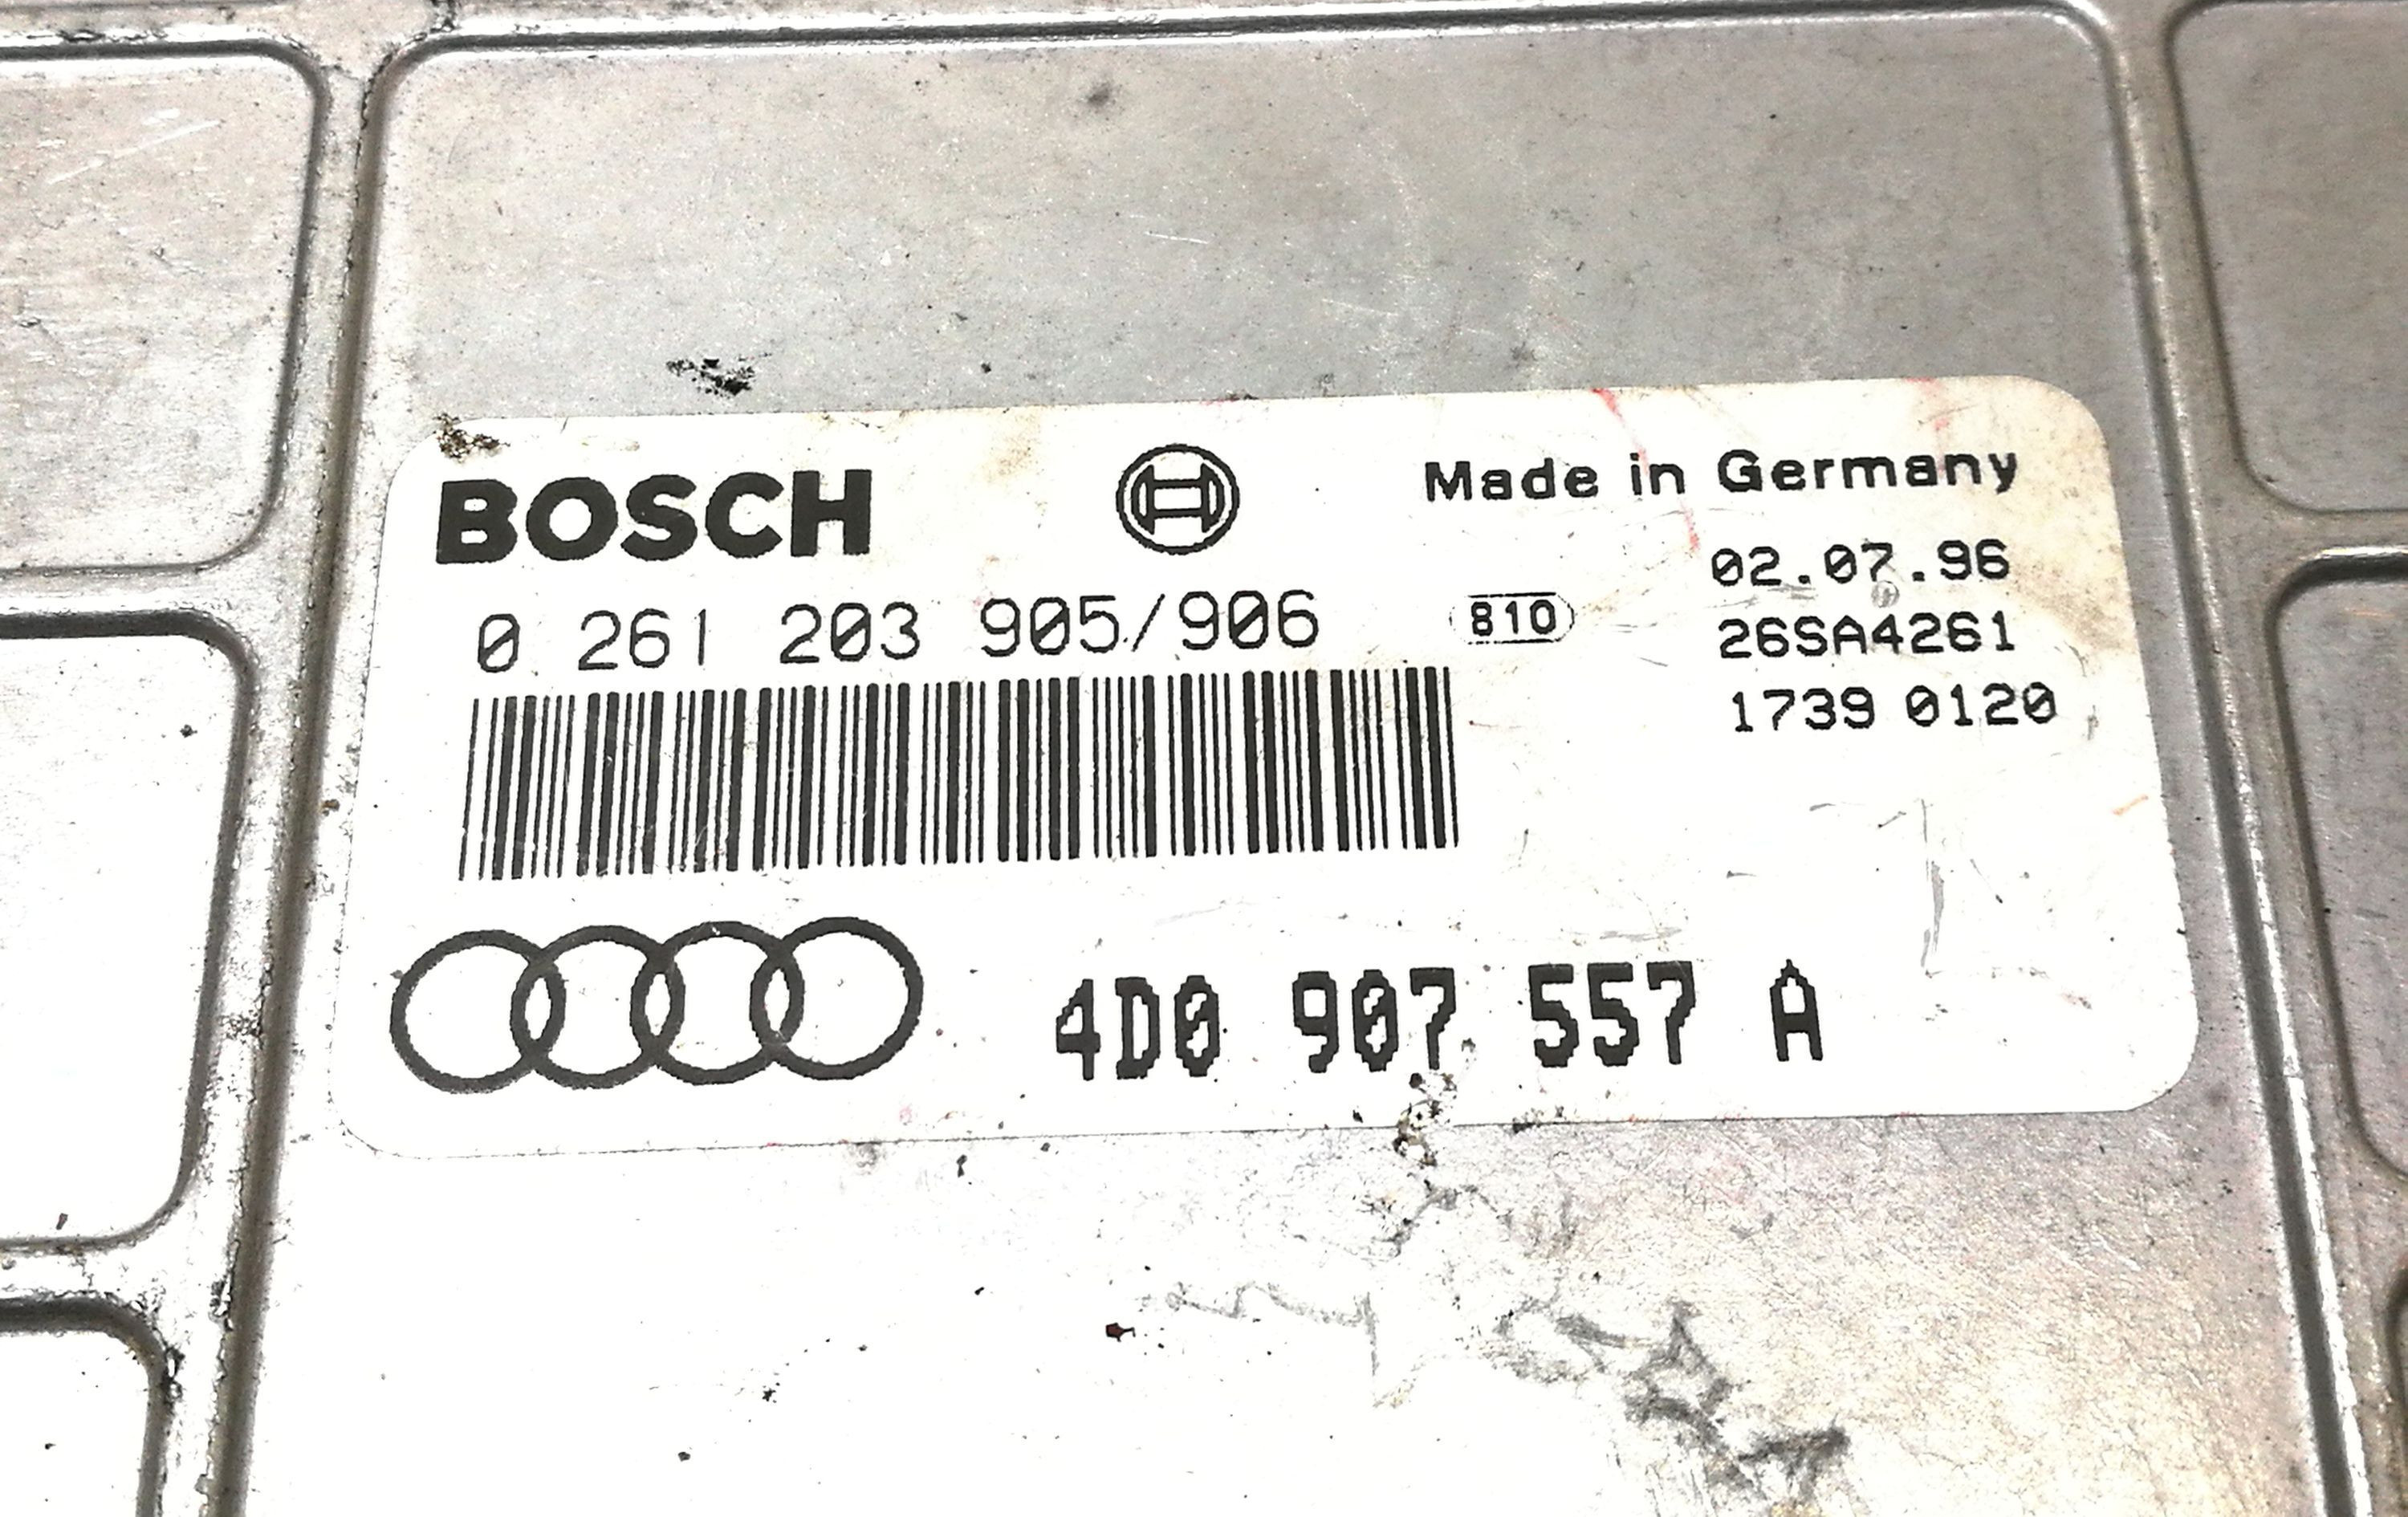 BOSCH
Made in Germany
02.07.96
0 261 203 905/906
810
26SA4261
1739 0120
4D0 907 557 A